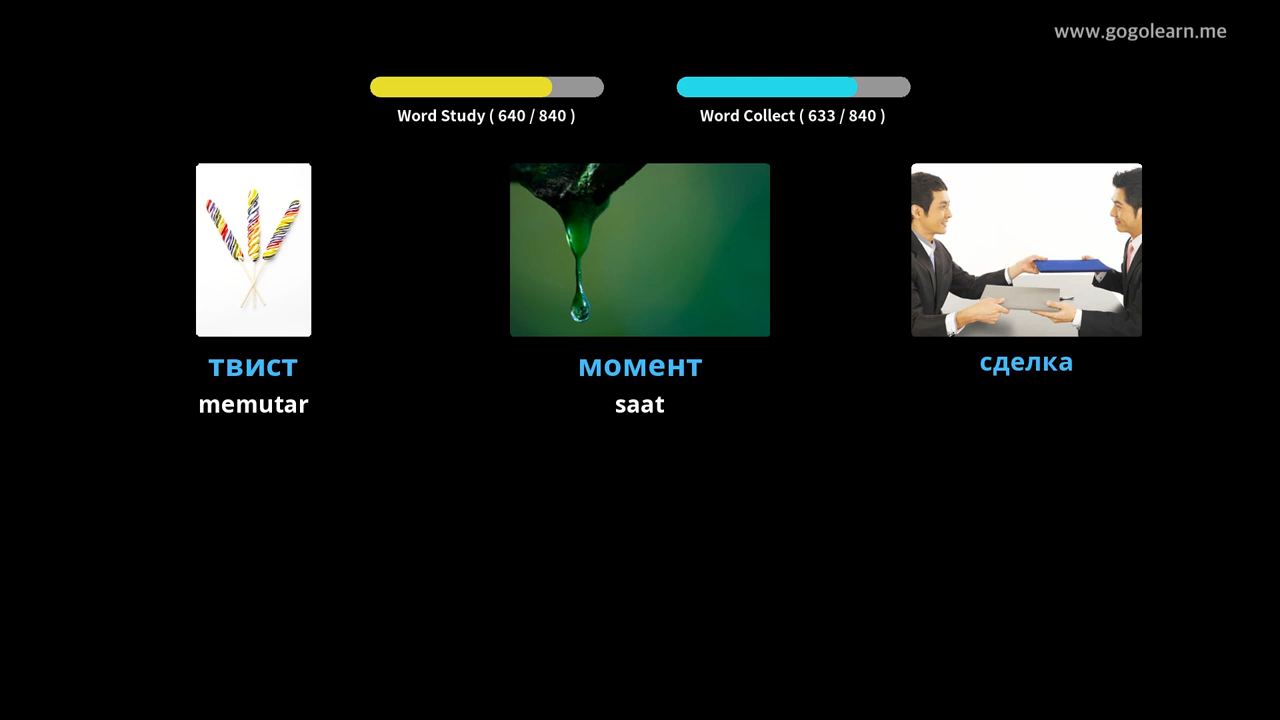 www.gogolearn.me
Word Study ( 640 / 840 )
Word Collect ( 633 / 840 )
твист
момент
сделка
memutar
saat